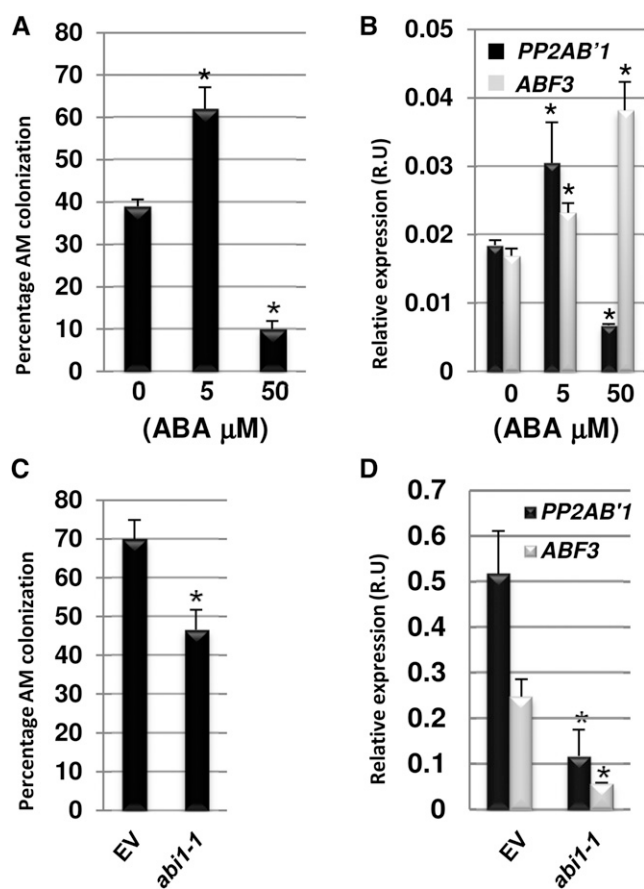 A
Percentage AM colonization
80
70
60
50
40
30
20
10
0
*
*
0 5 50
(ABA μM)
B
Relative expression (R.U)
0.05
0.04
0.03
0.02
0.01
0
PP2AB'1
ABF3
*
*
*
*
0 5 50
(ABA μM)
C
Percentage AM colonization
80
70
60
50
40
30
20
10
0
*
EV
abi1-1
D
Relative expression (R.U)
0.7
0.6
0.5
0.4
0.3
0.2
0.1
0
PP2AB'1
ABF3
*
*
EV
abi1-1